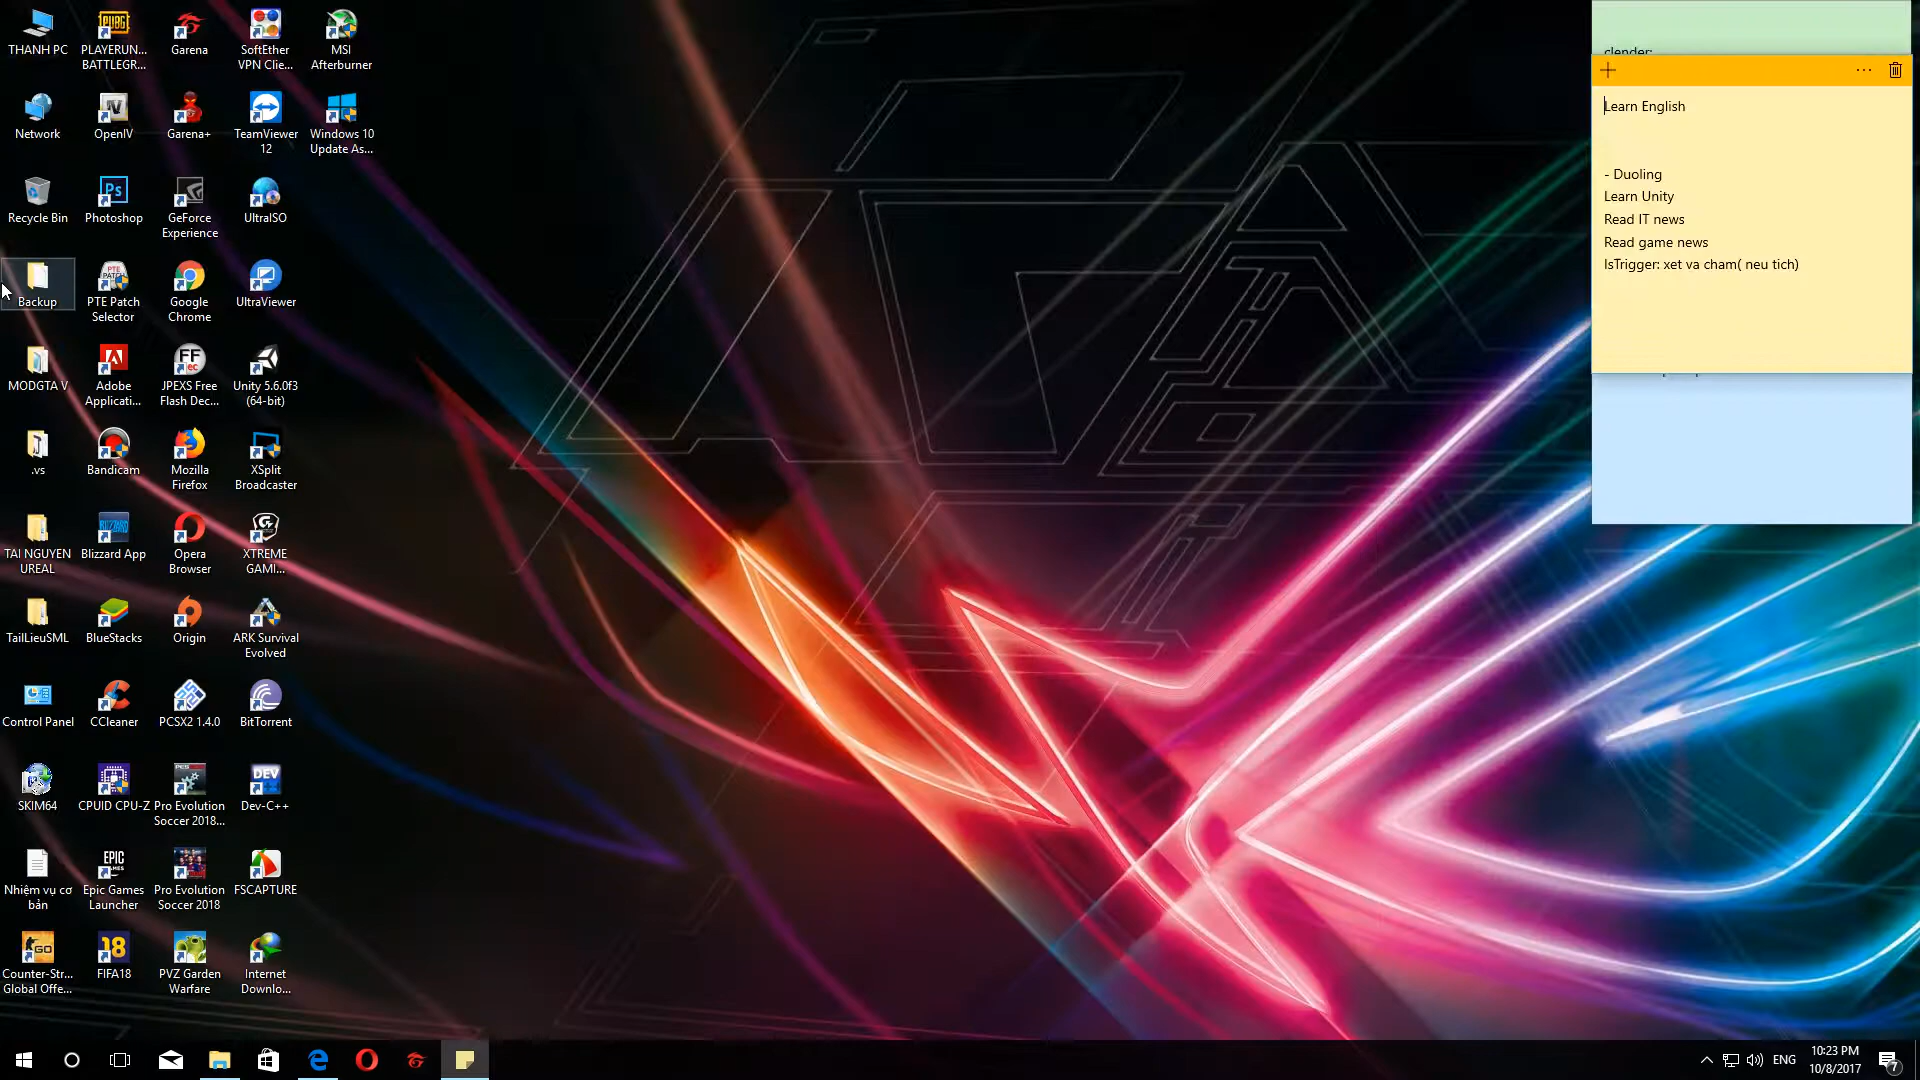 THANH PC
PLAYERUN...
BATTLEGR...
Garena
SoftEther
VPN Clie...
MSI
Afterburner
Network
OpenIV
Garena+
TeamViewer
12
Windows 10
Update As...
Recycle Bin
Photoshop
GeForce
Experience
UltraISO
Backup
PTE Patch
Selector
Google
Chrome
UltraViewer
MODGTA V
Adobe
Applicati...
JPEXS Free
Flash Dec...
Unity 5.6.0f3
(64-bit)
.vs
Bandicam
Mozilla
Firefox
XSplit
Broadcaster
TAI NGUYEN
UREAL
Blizzard App
Opera
Browser
XTREME
GAMI...
TailLieuSML
BlueStacks
Origin
ARK Survival
Evolved
Control Panel
CCleaner
PCSX2 1.4.0
BitTorrent
SKIM64
CPUID CPU-Z
Pro Evolution
Soccer 2018...
Dev-C++
Nhiệm vụ cơ
bản
Epic Games
Launcher
Pro Evolution
Soccer 2018
FSCAPTURE
Counter-Str...
Global Offe...
FIFA18
PVZ Garden
Warfare
Internet
Downlo...
clender:
Learn English
- Duoling
Learn Unity
Read IT news
Read game news
IsTrigger: xet va cham( neu tich)
ENG
10:23 PM
10/8/2017
7